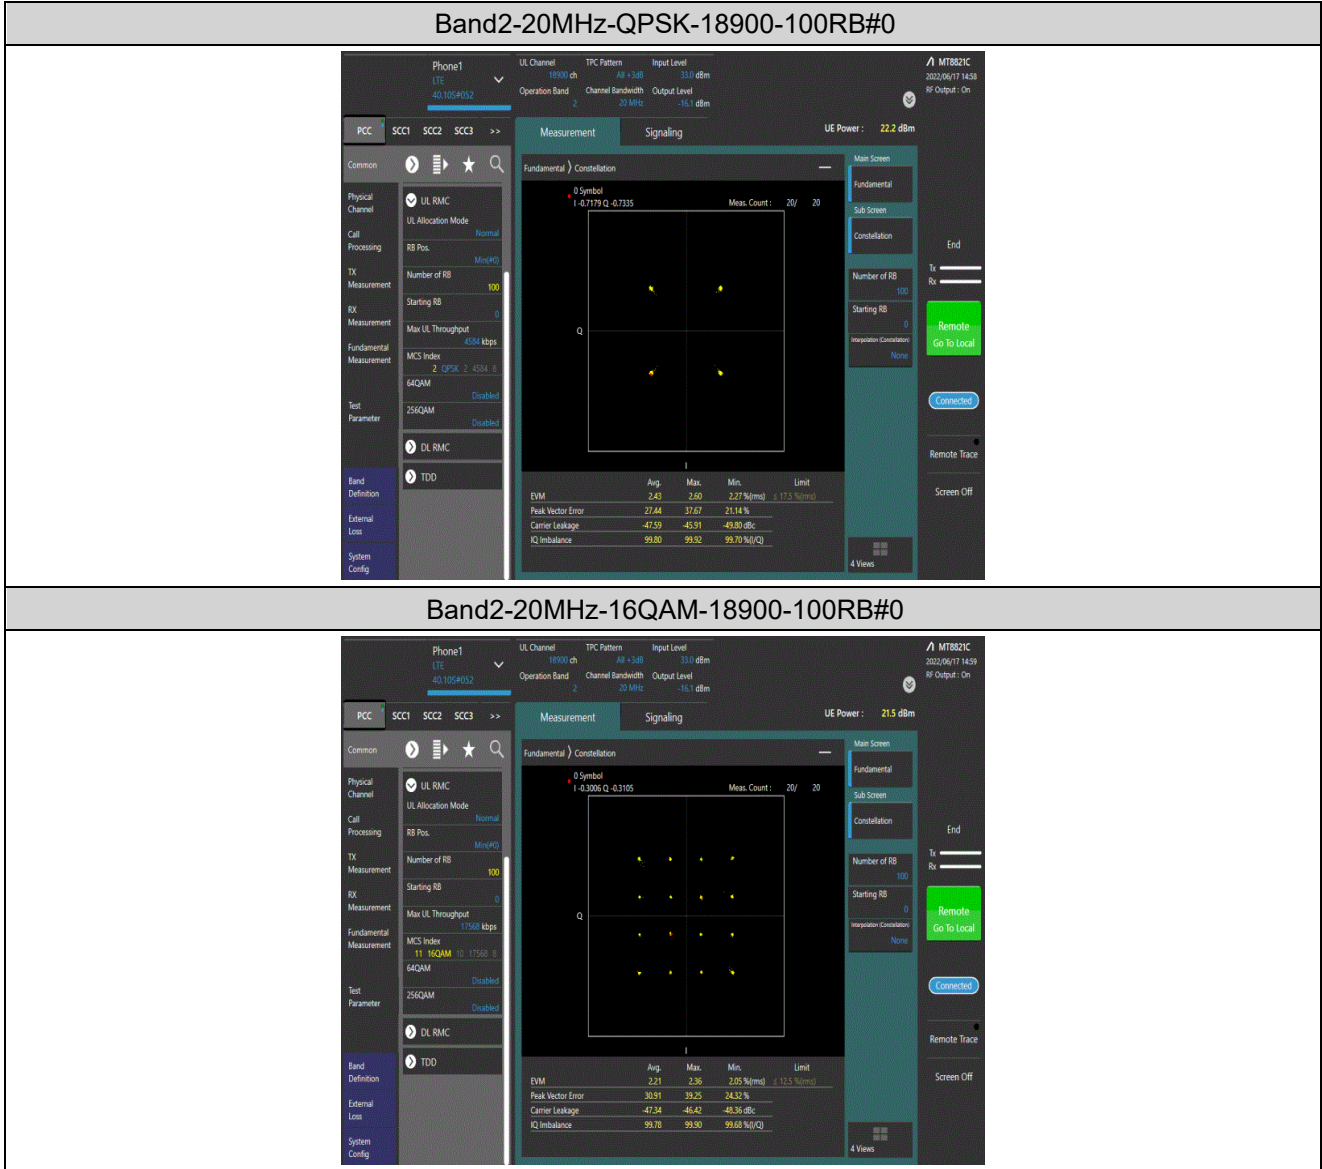 Band2-20MHz-QPSK-18900-100RB#0
Phone1
LTE
40.10S#052
UL Channel TPC Pattern Input Level
18900 ch All +3dB 33.0 dBm
Operation Band Channel Bandwidth Output Level
2 20 MHz -16.1 dBm
MT8821C
2022/06/17 14:58
RF Output : On
PCC SCC1 SCC2 SCC3 >>
Measurement Signaling
UE Power : 22.2 dBm
Common
Physical Channel
Call Processing
TX Measurement
RX Measurement
Fundamental Measurement
Test Parameter
Band Definition
External Loss
System Config
UL RMC
UL Allocation Mode
Normal
RB Pos.
Min(#0)
Number of RB
100
Starting RB
0
Max UL Throughput
4584 kbps
MCS Index
2 QPSK 2 4584 8
64QAM
Disabled
256QAM
Disabled
DL RMC
TDD
Fundamental 〉 Constellation
0 Symbol
I -0.7179 Q -0.7335 Meas. Count : 20/ 20
Q
I
Avg. Max. Min. Limit
EVM 2.43 2.60 2.27 %(rms) ≤ 17.5 %(rms)
Peak Vector Error 27.44 37.67 21.14 %
Carrier Leakage -47.59 -45.91 -49.80 dBc
IQ Imbalance 99.80 99.92 99.70 %(I/Q)
Main Screen
Fundamental
Sub Screen
Constellation
Number of RB
100
Starting RB
0
Interpolation (Constellation)
None
4 Views
End
Tx
Rx
Remote
Go To Local
Connected
Remote Trace
Screen Off
Band2-20MHz-16QAM-18900-100RB#0
Phone1
LTE
40.10S#052
UL Channel TPC Pattern Input Level
18900 ch All +3dB 33.0 dBm
Operation Band Channel Bandwidth Output Level
2 20 MHz -16.1 dBm
MT8821C
2022/06/17 14:59
RF Output : On
PCC SCC1 SCC2 SCC3 >>
Measurement Signaling
UE Power : 21.5 dBm
Common
Physical Channel
Call Processing
TX Measurement
RX Measurement
Fundamental Measurement
Test Parameter
Band Definition
External Loss
System Config
UL RMC
UL Allocation Mode
Normal
RB Pos.
Min(#0)
Number of RB
100
Starting RB
0
Max UL Throughput
17568 kbps
MCS Index
11 16QAM 10 17568 8
64QAM
Disabled
256QAM
Disabled
DL RMC
TDD
Fundamental 〉 Constellation
0 Symbol
I -0.3006 Q -0.3105 Meas. Count : 20/ 20
Q
I
Avg. Max. Min. Limit
EVM 2.21 2.36 2.05 %(rms) ≤ 12.5 %(rms)
Peak Vector Error 30.91 39.25 24.32 %
Carrier Leakage -47.34 -46.42 -48.36 dBc
IQ Imbalance 99.78 99.90 99.68 %(I/Q)
Main Screen
Fundamental
Sub Screen
Constellation
Number of RB
100
Starting RB
0
Interpolation (Constellation)
None
4 Views
End
Tx
Rx
Remote
Go To Local
Connected
Remote Trace
Screen Off